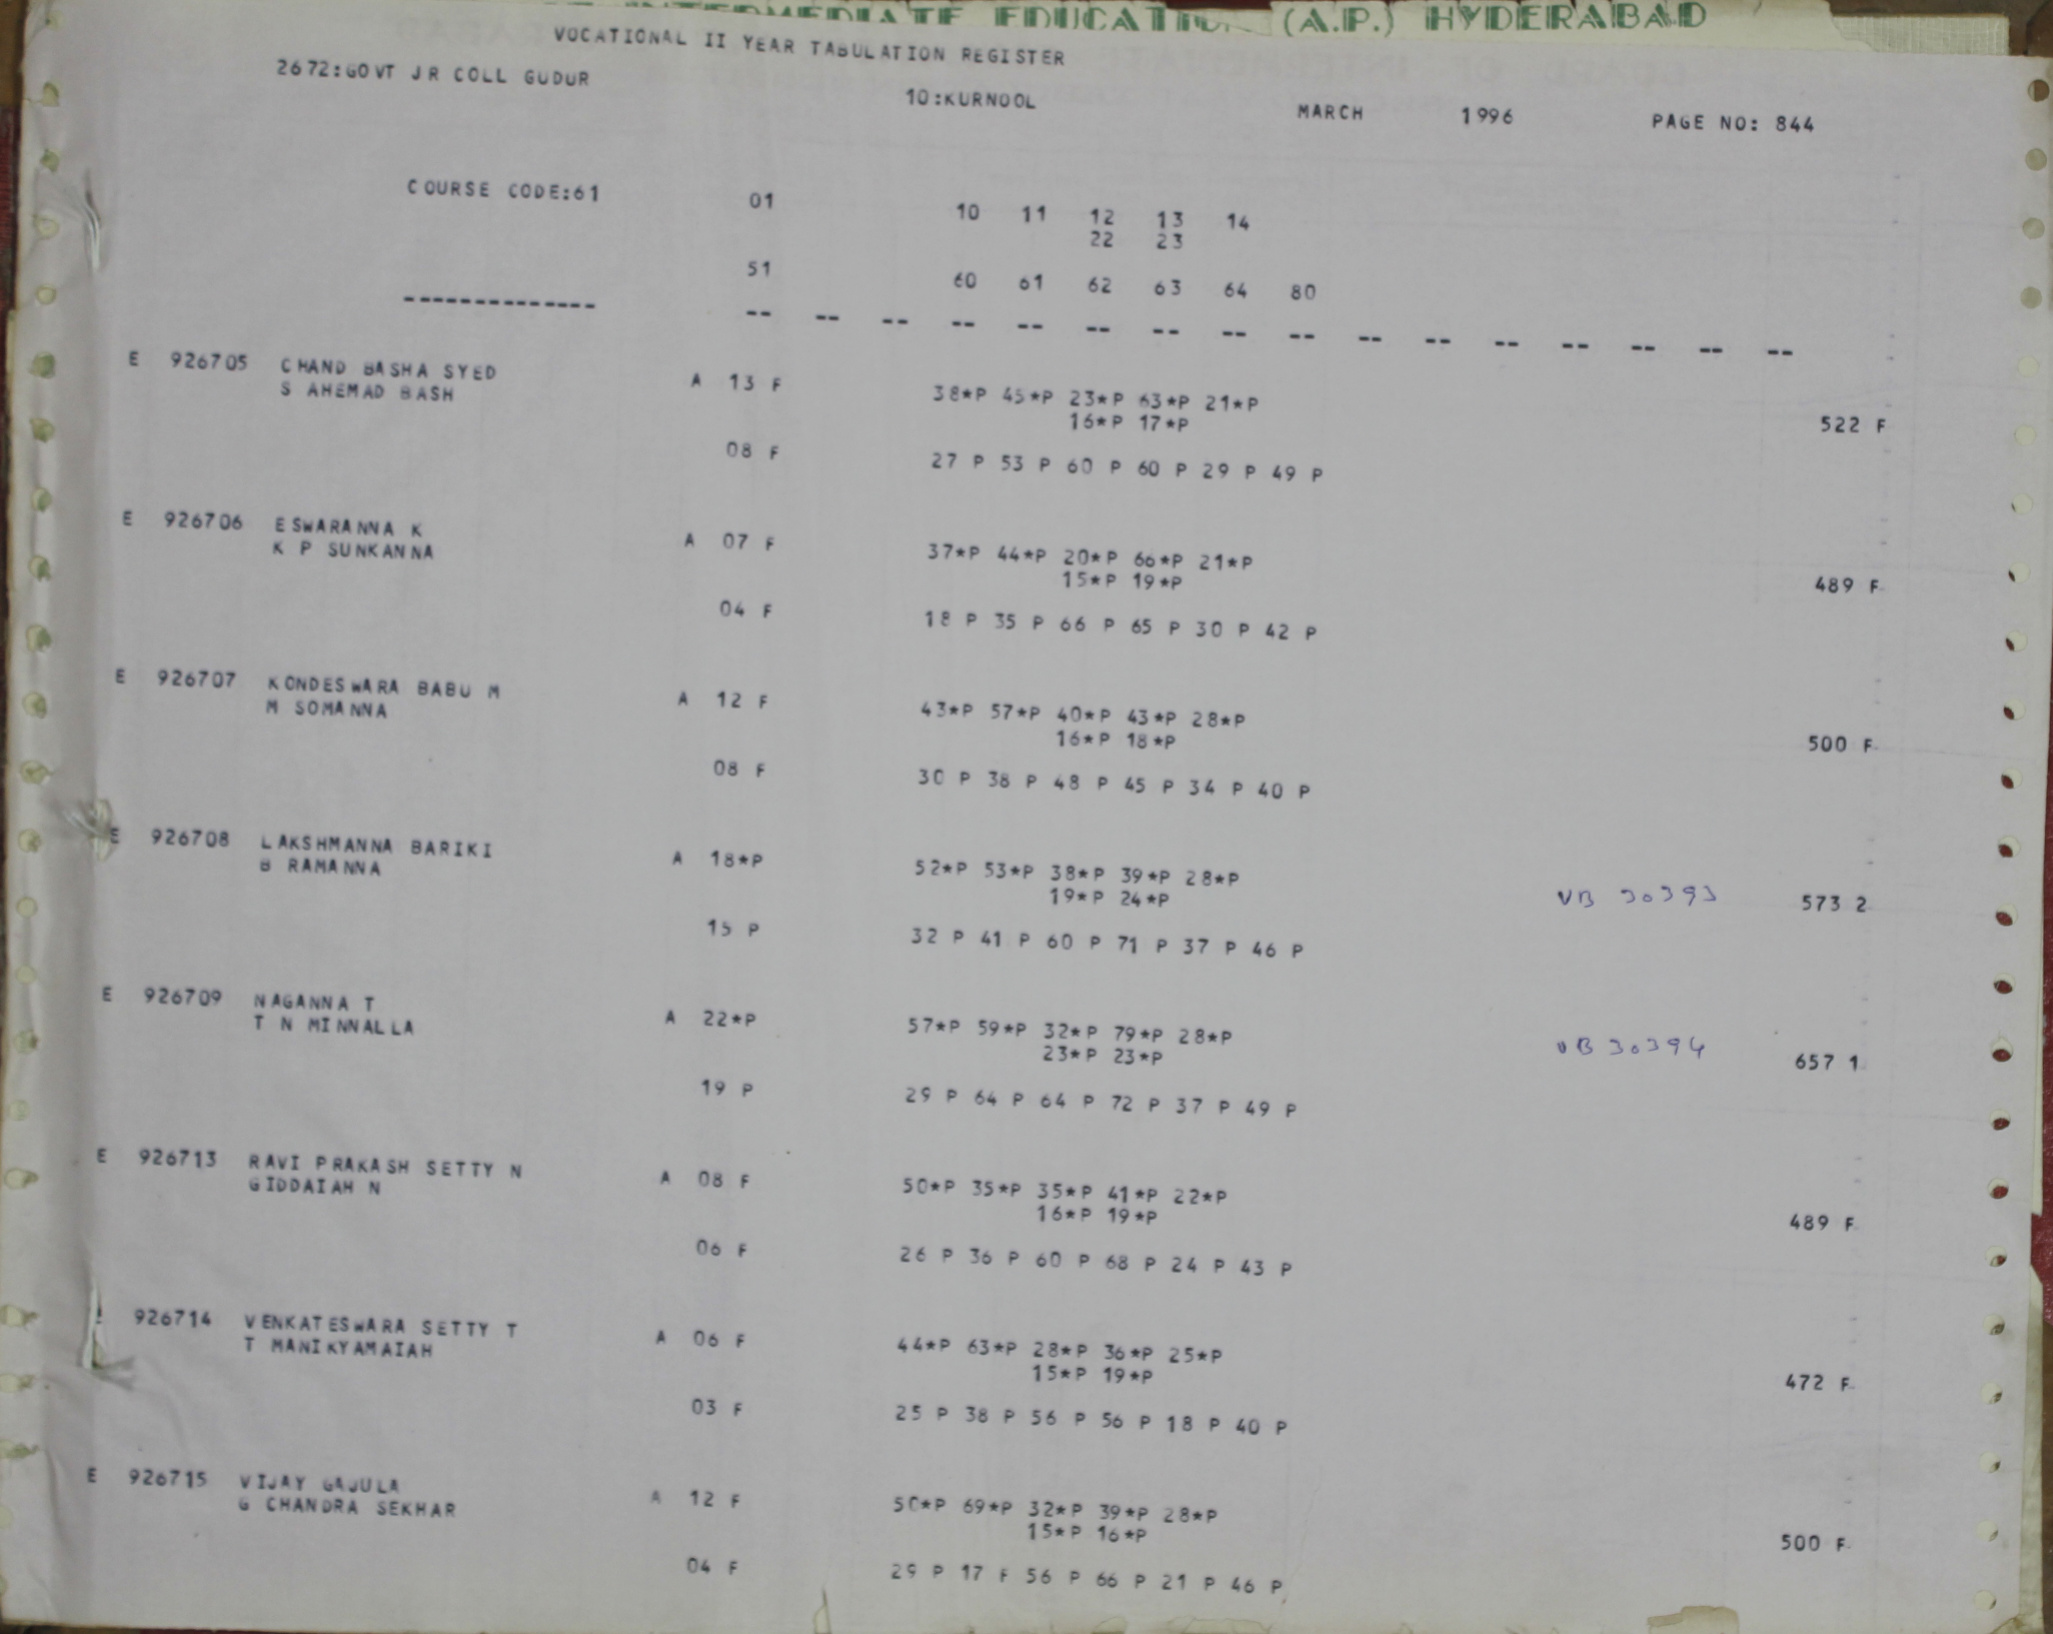 INTERMEDIATE EDUCATION (A.P.) HYDERABAD
VOCATIONAL II YEAR TABULATION REGISTER
2672:GOVT JR COLL GUDUR 10:KURNOOL MARCH 1996 PAGE NO: 844
COURSE CODE:61 01 10 11 12 13 14
22 23
51 60 61 62 63 64 80
-------------- -- -- -- -- -- -- -- -- -- -- -- -- -- -- -- --
E 926705 CHAND BASHA SYED A 13 F 38*P 45*P 23*P 63*P 21*P
S AHEMAD BASH 16*P 17*P 522 F
08 F 27 P 53 P 60 P 60 P 29 P 49 P
E 926706 ESWARANNA K A 07 F 37*P 44*P 20*P 66*P 21*P
K P SUNKANNA 15*P 19*P 489 F
04 F 18 P 35 P 66 P 65 P 30 P 42 P
E 926707 KONDESWARA BABU M A 12 F 43*P 57*P 40*P 43*P 28*P
M SOMANNA 16*P 18*P 500 F
08 F 30 P 38 P 48 P 45 P 34 P 40 P
E 926708 LAKSHMANNA BARIKI A 18*P 52*P 53*P 38*P 39*P 28*P
B RAMANNA 19*P 24*P VB 30393 573 2
15 P 32 P 41 P 60 P 71 P 37 P 46 P
E 926709 NAGANNA T A 22*P 57*P 59*P 32*P 79*P 28*P
T N MINNALLA 23*P 23*P VB 30394 657 1
19 P 29 P 64 P 64 P 72 P 37 P 49 P
E 926713 RAVI PRAKASH SETTY N A 08 F 50*P 35*P 35*P 41*P 22*P
GIDDAIAH N 16*P 19*P 489 F
06 F 26 P 36 P 60 P 68 P 24 P 43 P
926714 VENKATESWARA SETTY T A 06 F 44*P 63*P 28*P 36*P 25*P
T MANIKYAMAIAH 15*P 19*P 472 F
03 F 25 P 38 P 56 P 56 P 18 P 40 P
E 926715 VIJAY GAJULA A 12 F 50*P 69*P 32*P 39*P 28*P
G CHANDRA SEKHAR 15*P 16*P 500 F
04 F 29 P 17 F 56 P 66 P 21 P 46 P